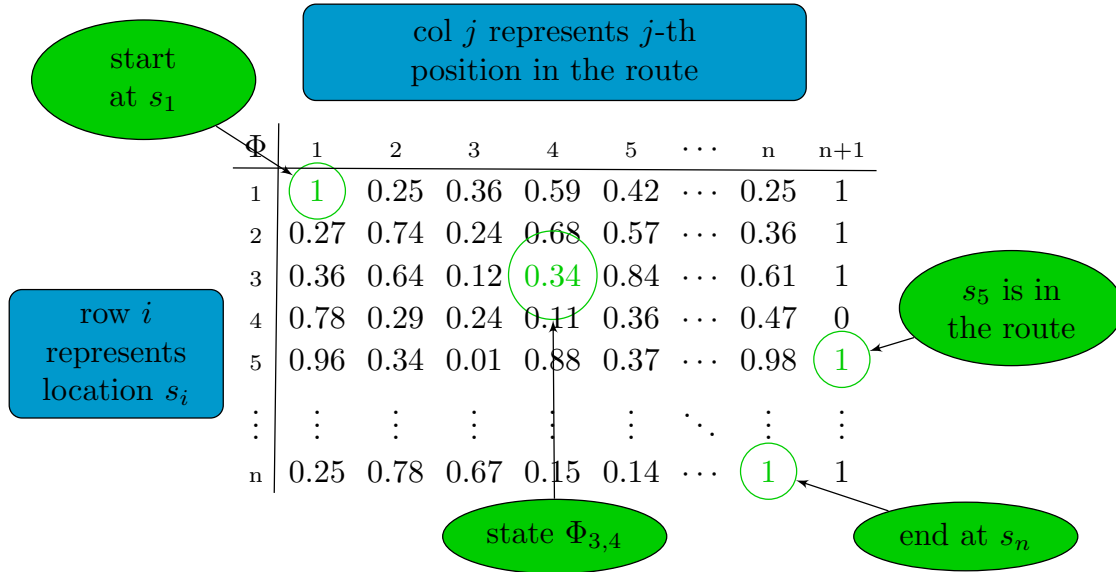 start
at s₁
col j represents j-th
position in the route
Φ 1 2 3 4 5 ⋯ n n+1
1 1 0.25 0.36 0.59 0.42 ⋯ 0.25 1
2 0.27 0.74 0.24 0.68 0.57 ⋯ 0.36 1
3 0.36 0.64 0.12 0.34 0.84 ⋯ 0.61 1
4 0.78 0.29 0.24 0.11 0.36 ⋯ 0.47 0
5 0.96 0.34 0.01 0.88 0.37 ⋯ 0.98 1
⋮ ⋮ ⋮ ⋮ ⋮ ⋮ ⋱ ⋮ ⋮
n 0.25 0.78 0.67 0.15 0.14 ⋯ 1 1
row i
represents
location sᵢ
s₅ is in
the route
state Φ₃,₄
end at sₙ